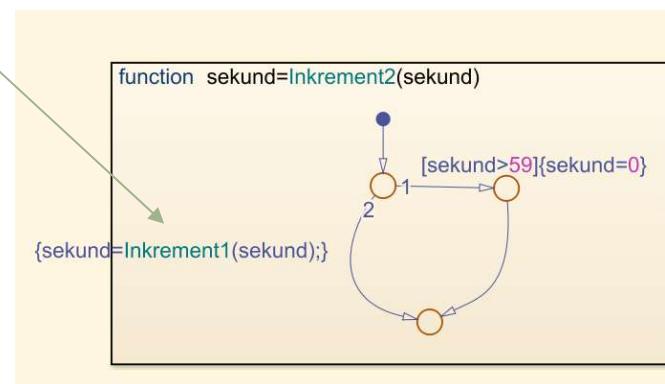 function sekund=Inkrement2(sekund)
[sekund>59]{sekund=0}
1
2
{sekund=Inkrement1(sekund);}